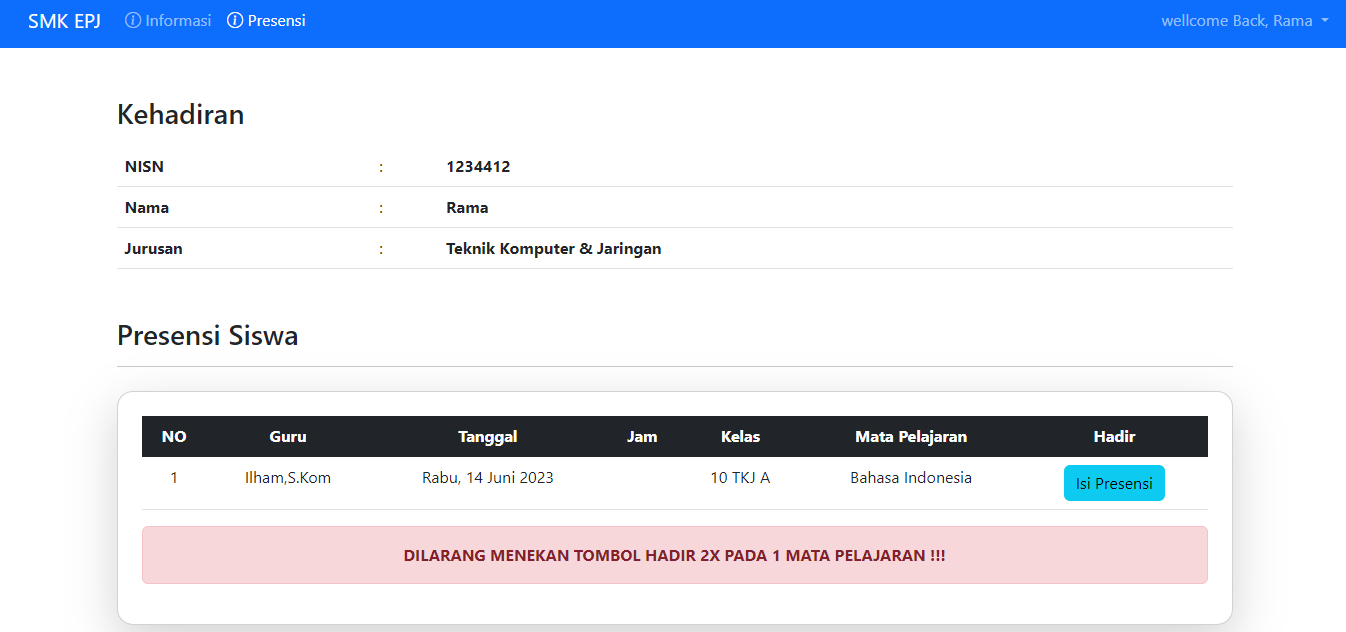 SMK EPJ Informasi Presensi wellcome Back, Rama
Kehadiran
NISN : 1234412
Nama : Rama
Jurusan : Teknik Komputer & Jaringan
Presensi Siswa
NO Guru Tanggal Jam Kelas Mata Pelajaran Hadir
1 Ilham,S.Kom Rabu, 14 Juni 2023 10 TKJ A Bahasa Indonesia Isi Presensi
DILARANG MENEKAN TOMBOL HADIR 2X PADA 1 MATA PELAJARAN !!!